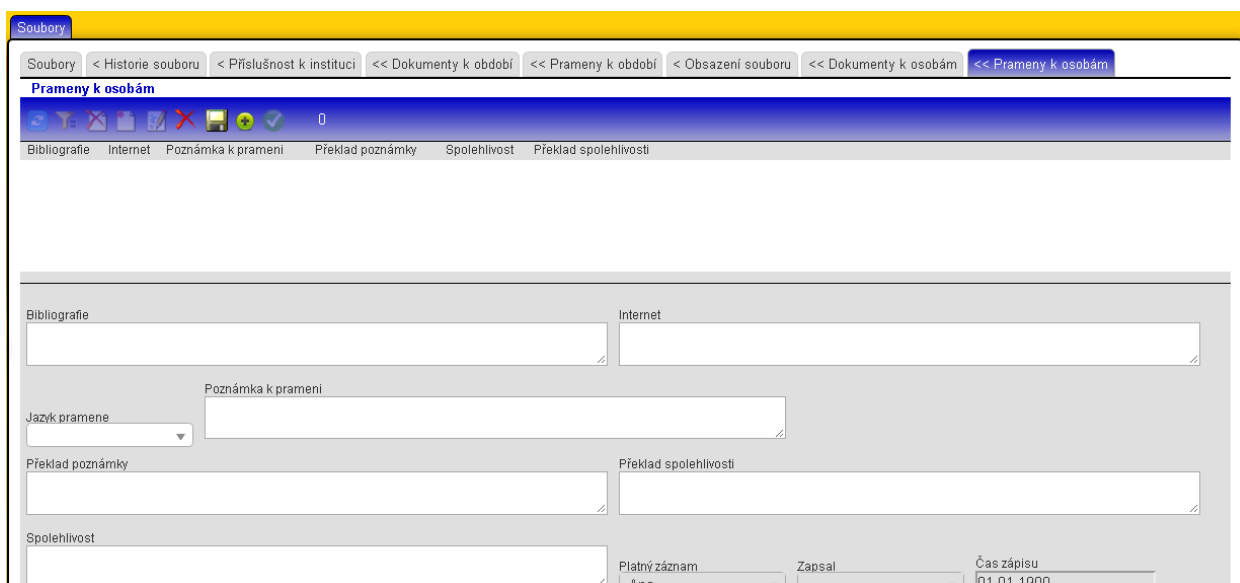 Soubory
Soubory < Historie souboru < Příslušnost k instituci << Dokumenty k období << Prameny k období < Obsazení souboru << Dokumenty k osobám << Prameny k osobám
Prameny k osobám
0
Bibliografie Internet Poznámka k prameni Překlad poznámky Spolehlivost Překlad spolehlivosti
Bibliografie Internet
Poznámka k prameni
Jazyk pramene
Překlad poznámky Překlad spolehlivosti
Spolehlivost
Platný záznam Zapsal Čas zápisu
01.01.1900